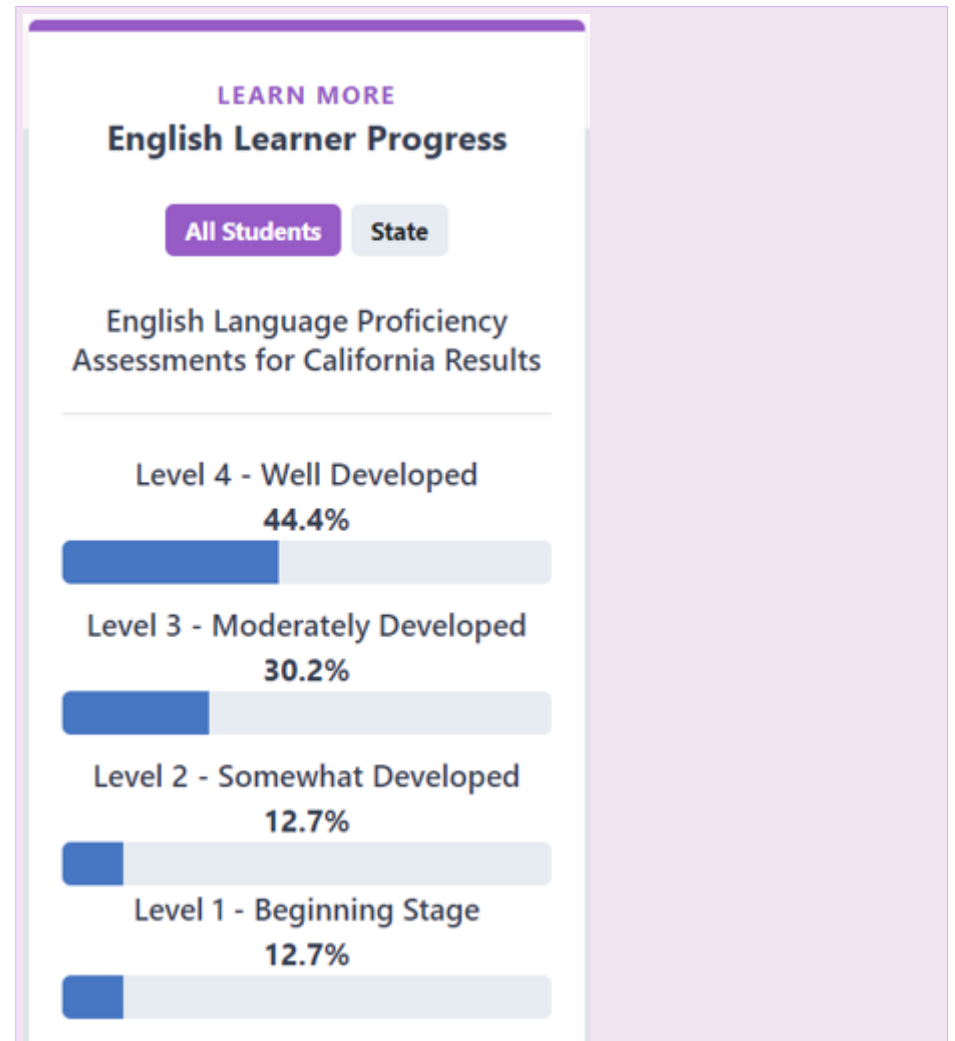 LEARN MORE
English Learner Progress
All Students State
English Language Proficiency
Assessments for California Results
Level 4 - Well Developed
44.4%
Level 3 - Moderately Developed
30.2%
Level 2 - Somewhat Developed
12.7%
Level 1 - Beginning Stage
12.7%